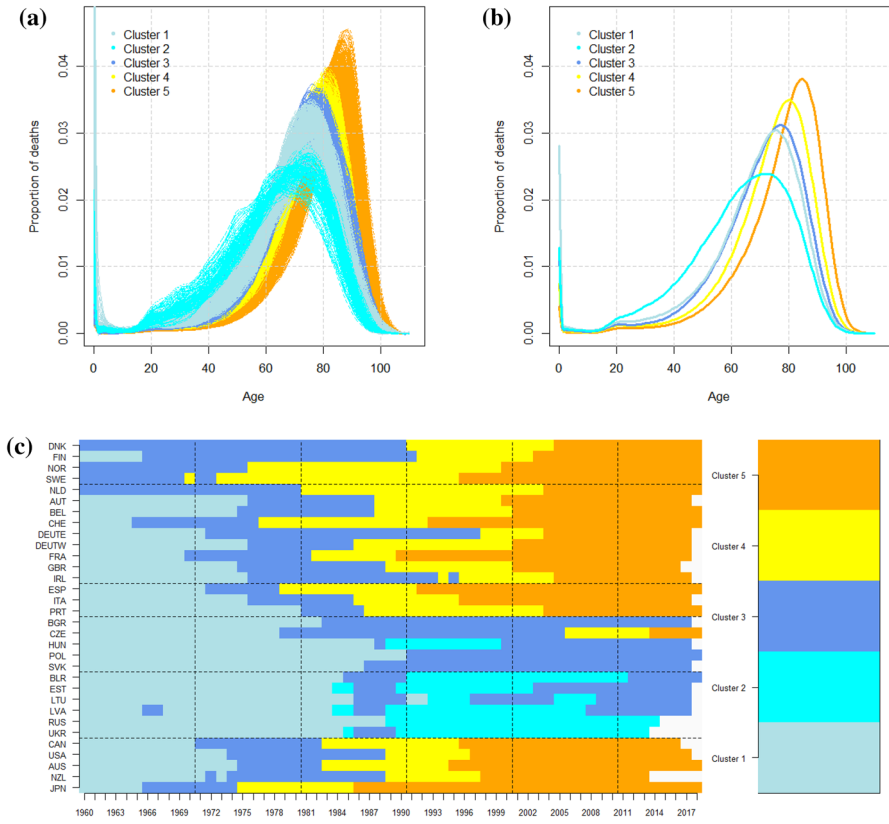 (a)
Cluster 1
Cluster 2
Cluster 3
Cluster 4
Cluster 5
Proportion of deaths
0.04
0.03
0.02
0.01
0.00
0 20 40 60 80 100
Age
(b)
Cluster 1
Cluster 2
Cluster 3
Cluster 4
Cluster 5
Proportion of deaths
0.04
0.03
0.02
0.01
0.00
0 20 40 60 80 100
Age
(c)
DNK
FIN
NOR
SWE
NLD
AUT
BEL
CHE
DEUTE
DEUTW
FRA
GBR
IRL
ESP
ITA
PRT
BGR
CZE
HUN
POL
SVK
BLR
EST
LTU
LVA
RUS
UKR
CAN
USA
AUS
NZL
JPN
1960 1963 1966 1969 1972 1975 1978 1981 1984 1987 1990 1993 1996 1999 2002 2005 2008 2011 2014 2017
Cluster 5
Cluster 4
Cluster 3
Cluster 2
Cluster 1